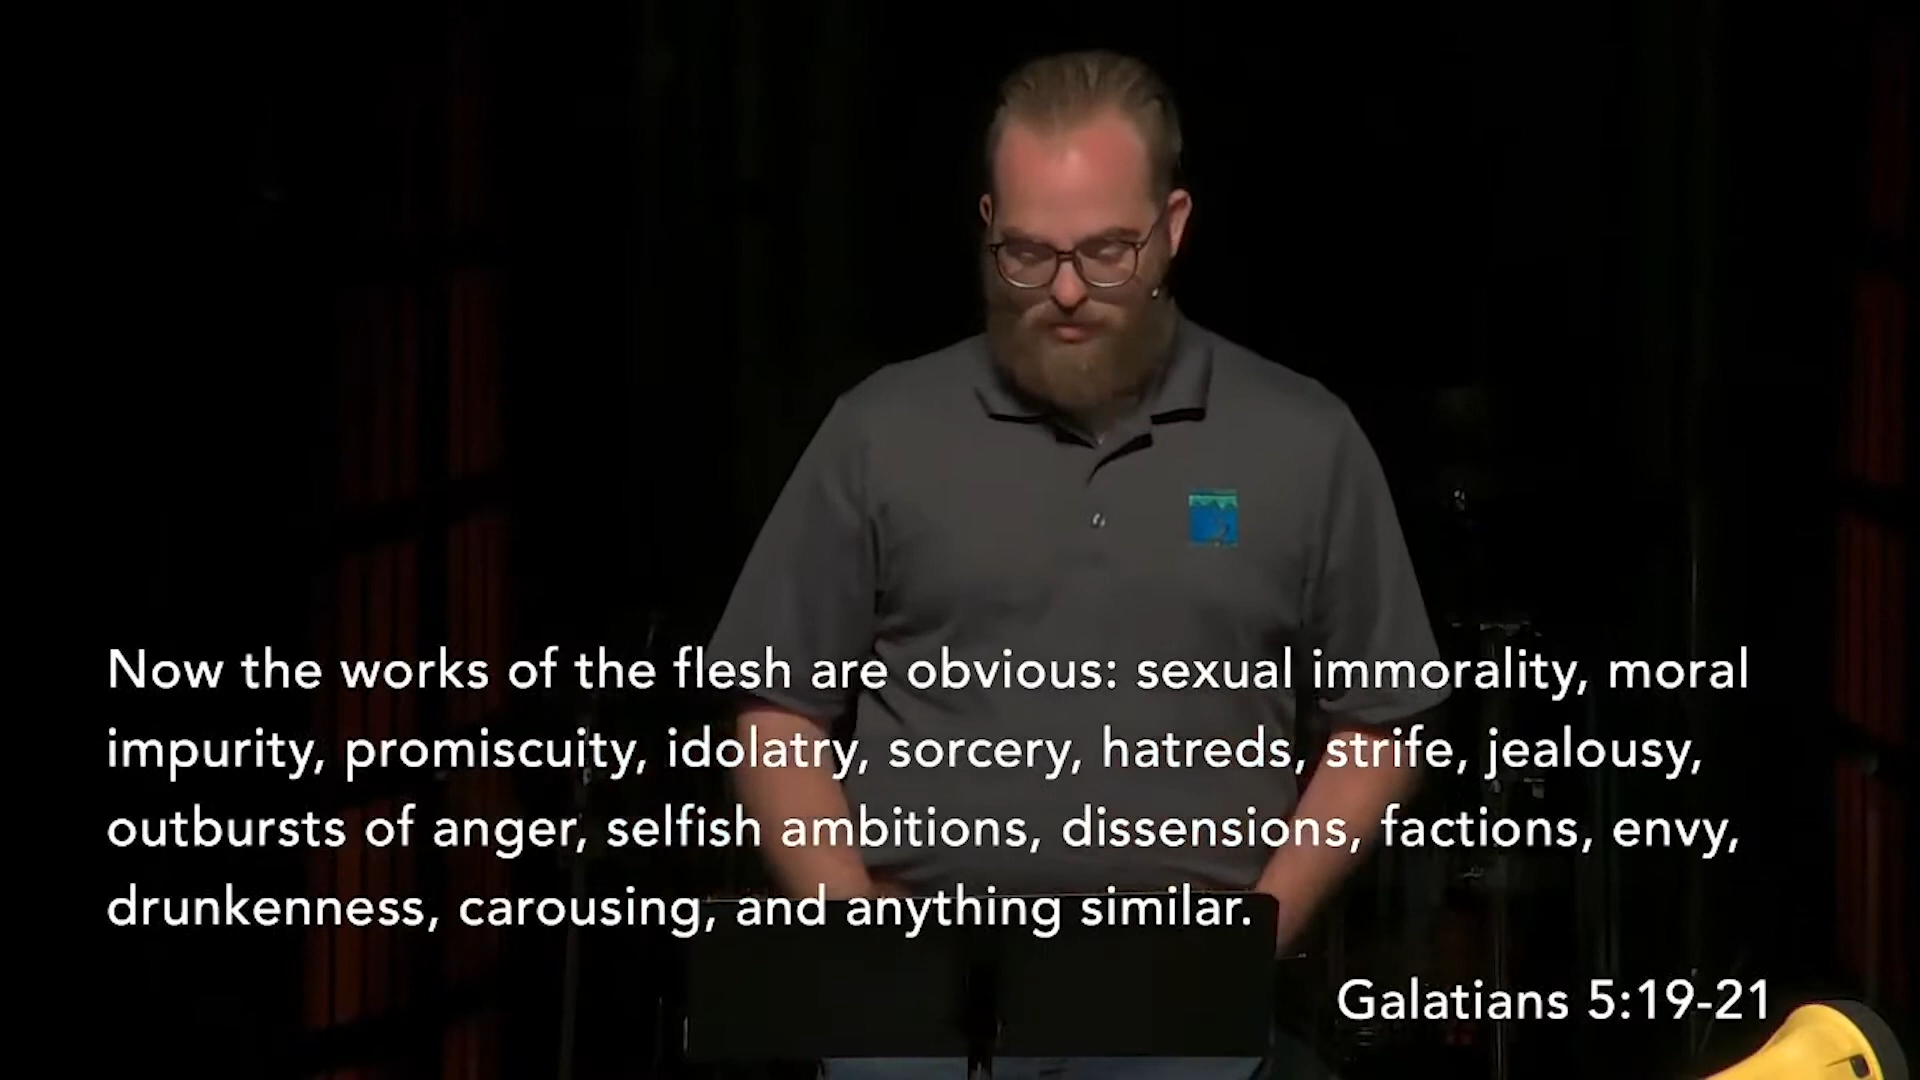 Now the works of the flesh are obvious: sexual immorality, moral
impurity, promiscuity, idolatry, sorcery, hatreds, strife, jealousy,
outbursts of anger, selfish ambitions, dissensions, factions, envy,
drunkenness, carousing, and anything similar.
Galatians 5:19-21